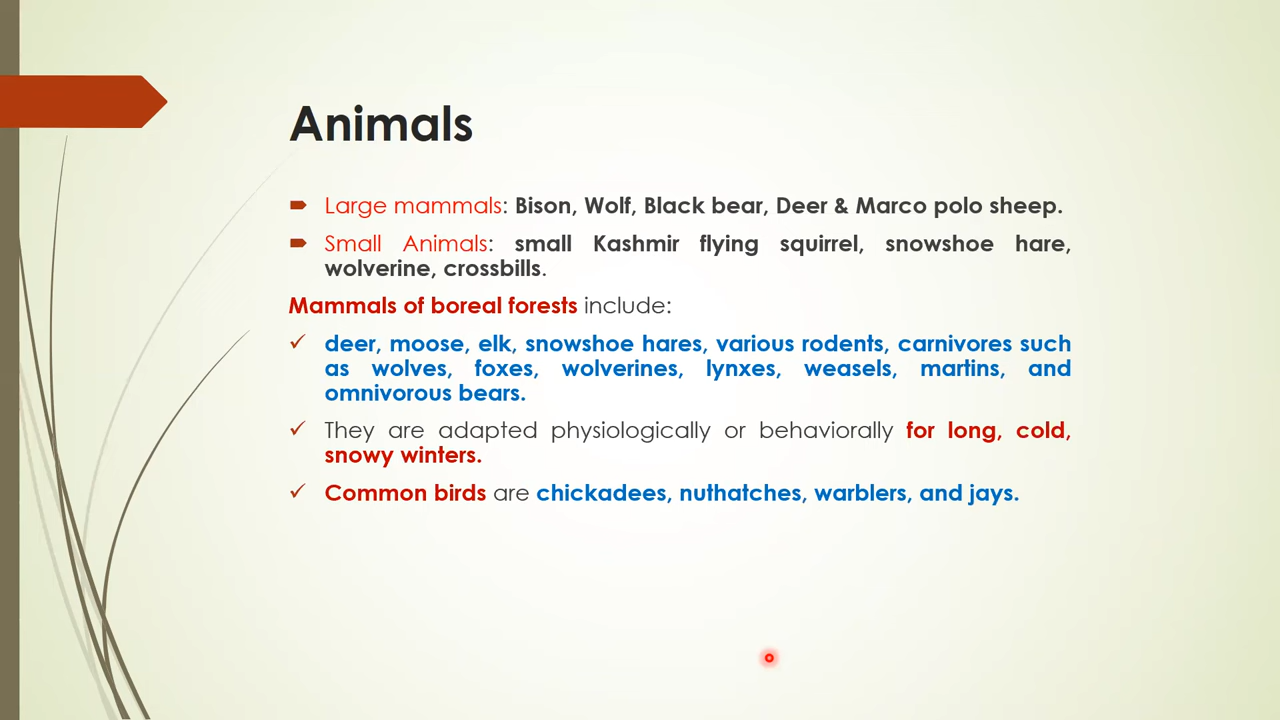 Animals
Large mammals: Bison, Wolf, Black bear, Deer & Marco polo sheep.
Small Animals: small Kashmir flying squirrel, snowshoe hare,
wolverine, crossbills.
Mammals of boreal forests include:
deer, moose, elk, snowshoe hares, various rodents, carnivores such
as wolves, foxes, wolverines, lynxes, weasels, martins, and
omnivorous bears.
They are adapted physiologically or behaviorally for long, cold,
snowy winters.
Common birds are chickadees, nuthatches, warblers, and jays.